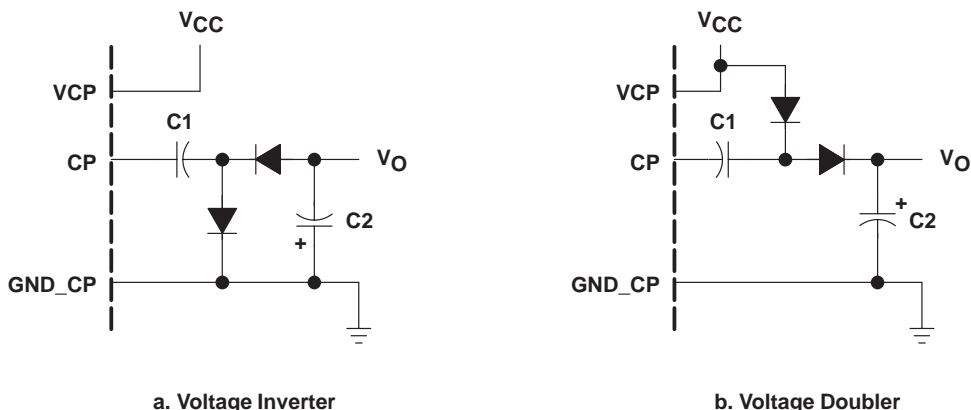 VCC
VCP
C1
CP
VO
C2
+
GND_CP
a. Voltage Inverter
VCC
VCP
C1
CP
VO
+
C2
GND_CP
b. Voltage Doubler